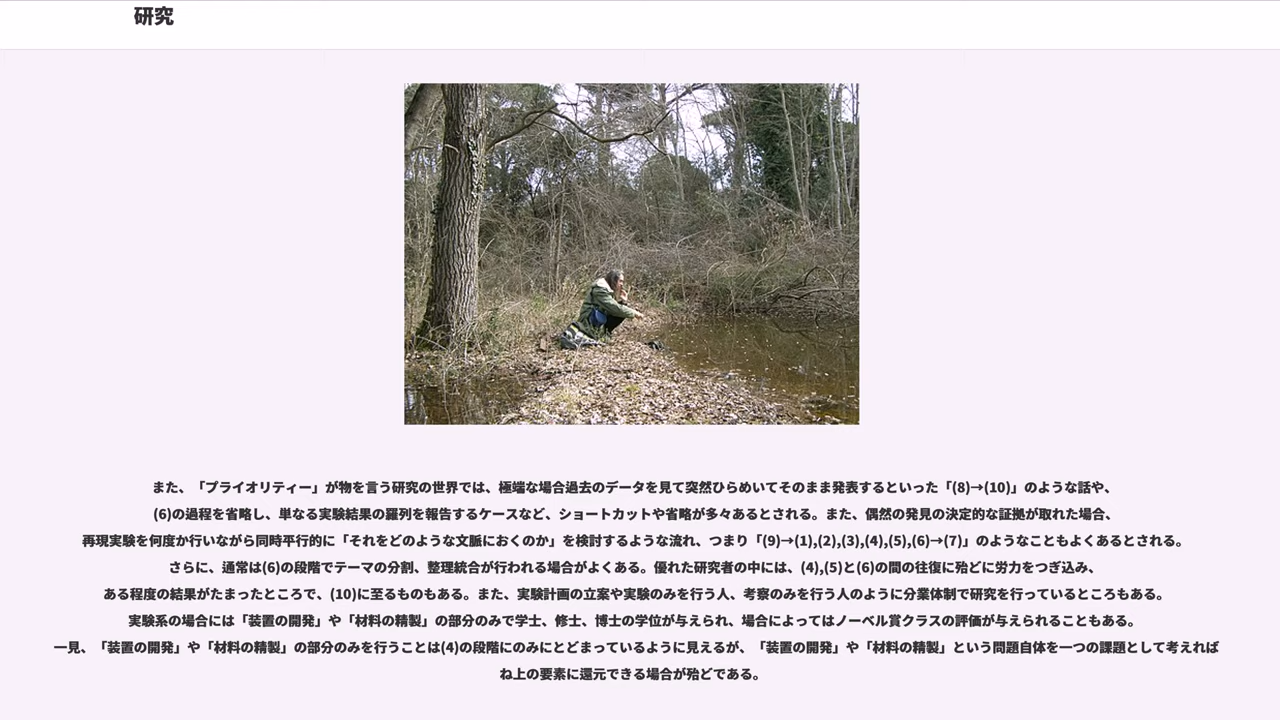 研究
また、「プライオリティー」が物を言う研究の世界では、極端な場合過去のデータを見て突然ひらめいてそのまま発表するといった「(8)→(10)」のような話や、
(6)の過程を省略し、単なる実験結果の羅列を報告するケースなど、ショートカットや省略が多々あるとされる。また、偶然の発見の決定的な証拠が取れた場合、
再現実験を何度か行いながら同時平行的に「それをどのような文脈におくのか」を検討するような流れ、つまり「(9)→(1),(2),(3),(4),(5),(6)→(7)」のようなこともよくあるとされる。
さらに、通常は(6)の段階でテーマの分割、整理統合が行われる場合がよくある。優れた研究者の中には、(4),(5)と(6)の間の往復に殆どに労力をつぎ込み、
ある程度の結果がたまったところで、(10)に至るものもある。また、実験計画の立案や実験のみを行う人、考察のみを行う人のように分業体制で研究を行っているところもある。
実験系の場合には「装置の開発」や「材料の精製」の部分のみで学士、修士、博士の学位が与えられ、場合によってはノーベル賞クラスの評価が与えられることもある。
一見、「装置の開発」や「材料の精製」の部分のみを行うことは(4)の段階にのみにとどまっているように見えるが、「装置の開発」や「材料の精製」という問題自体を一つの課題として考えれば
ね上の要素に還元できる場合が殆どである。